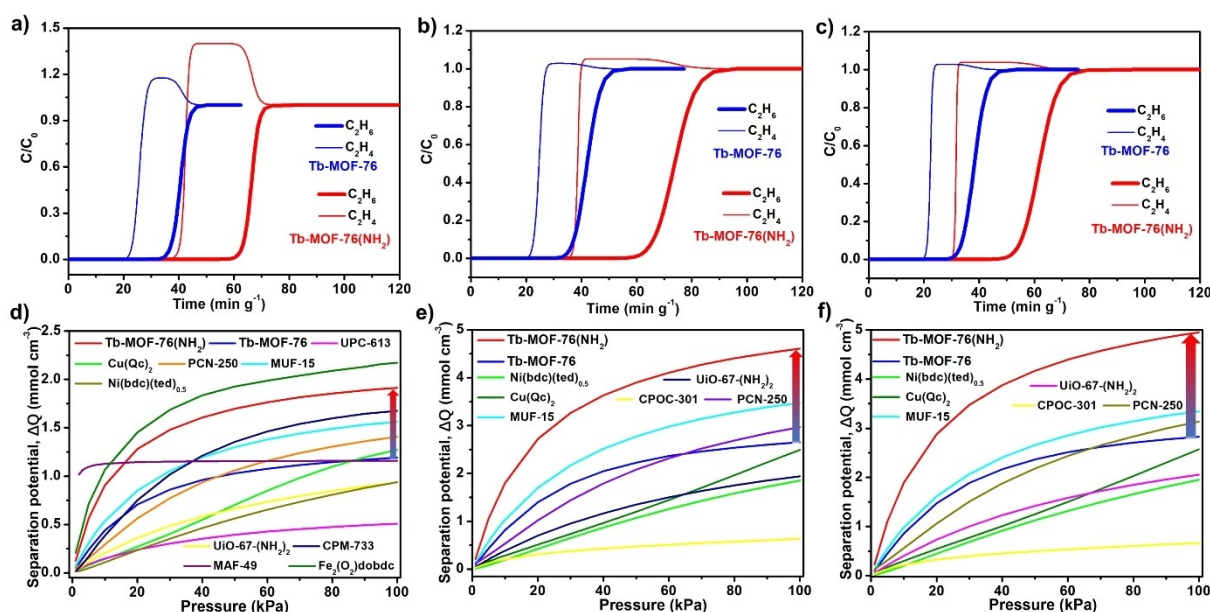 a)
C/C₀
1.5
1.2
0.9
0.6
0.3
0.0
C₂H₆
C₂H₄
Tb-MOF-76
C₂H₆
C₂H₄
Tb-MOF-76(NH₂)
0 20 40 60 80 100 120
Time (min g⁻¹)
b)
C/C₀
1.2
1.0
0.8
0.6
0.4
0.2
0.0
C₂H₆
C₂H₄
Tb-MOF-76
C₂H₆
C₂H₄
Tb-MOF-76(NH₂)
0 20 40 60 80 100 120
Time (min g⁻¹)
c)
C/C₀
1.2
1.0
0.8
0.6
0.4
0.2
0.0
C₂H₆
C₂H₄
Tb-MOF-76
C₂H₆
C₂H₄
Tb-MOF-76(NH₂)
0 20 40 60 80 100 120
Time (min g⁻¹)
d)
Separation potential, ΔQ (mmol cm⁻³)
2.5
2.0
1.5
1.0
0.5
0.0
Tb-MOF-76(NH₂) Tb-MOF-76 UPC-613
Cu(Qc)₂ PCN-250 MUF-15
Ni(bdc)(ted)₀.₅
UiO-67-(NH₂)₂ CPM-733
MAF-49 Fe₂(O₂)dobdc
0 20 40 60 80 100
Pressure (kPa)
e)
Separation potential, ΔQ (mmol cm⁻³)
5
4
3
2
1
0
Tb-MOF-76(NH₂)
Tb-MOF-76
Ni(bdc)(ted)₀.₅
Cu(Qc)₂
MUF-15
UiO-67-(NH₂)₂
CPOC-301 PCN-250
0 20 40 60 80 100
Pressure (kPa)
f)
Separation potential, ΔQ (mmol cm⁻³)
5
4
3
2
1
0
Tb-MOF-76(NH₂)
Tb-MOF-76
Ni(bdc)(ted)₀.₅
Cu(Qc)₂
MUF-15
UiO-67-(NH₂)₂
CPOC-301 PCN-250
0 20 40 60 80 100
Pressure (kPa)